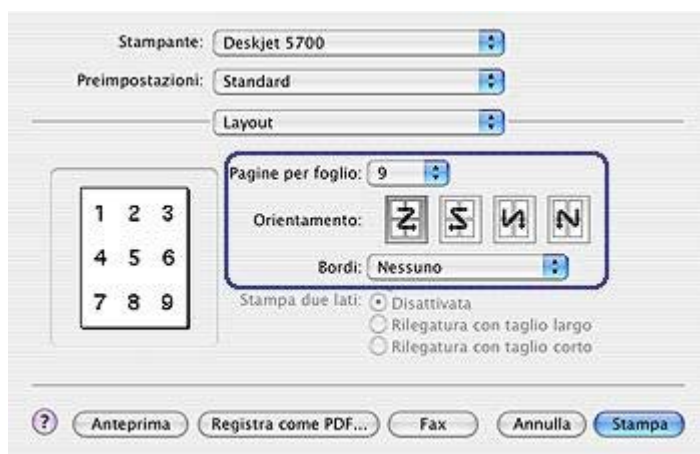 Stampante: Deskjet 5700
Preimpostazioni: Standard
Layout
Pagine per foglio: 9
1 2 3
Orientamento:
4 5 6
Bordi: Nessuno
7 8 9
Stampa due lati: Disattivata
Rilegatura con taglio largo
Rilegatura con taglio corto
? Anteprima Registra come PDF... Fax Annulla Stampa